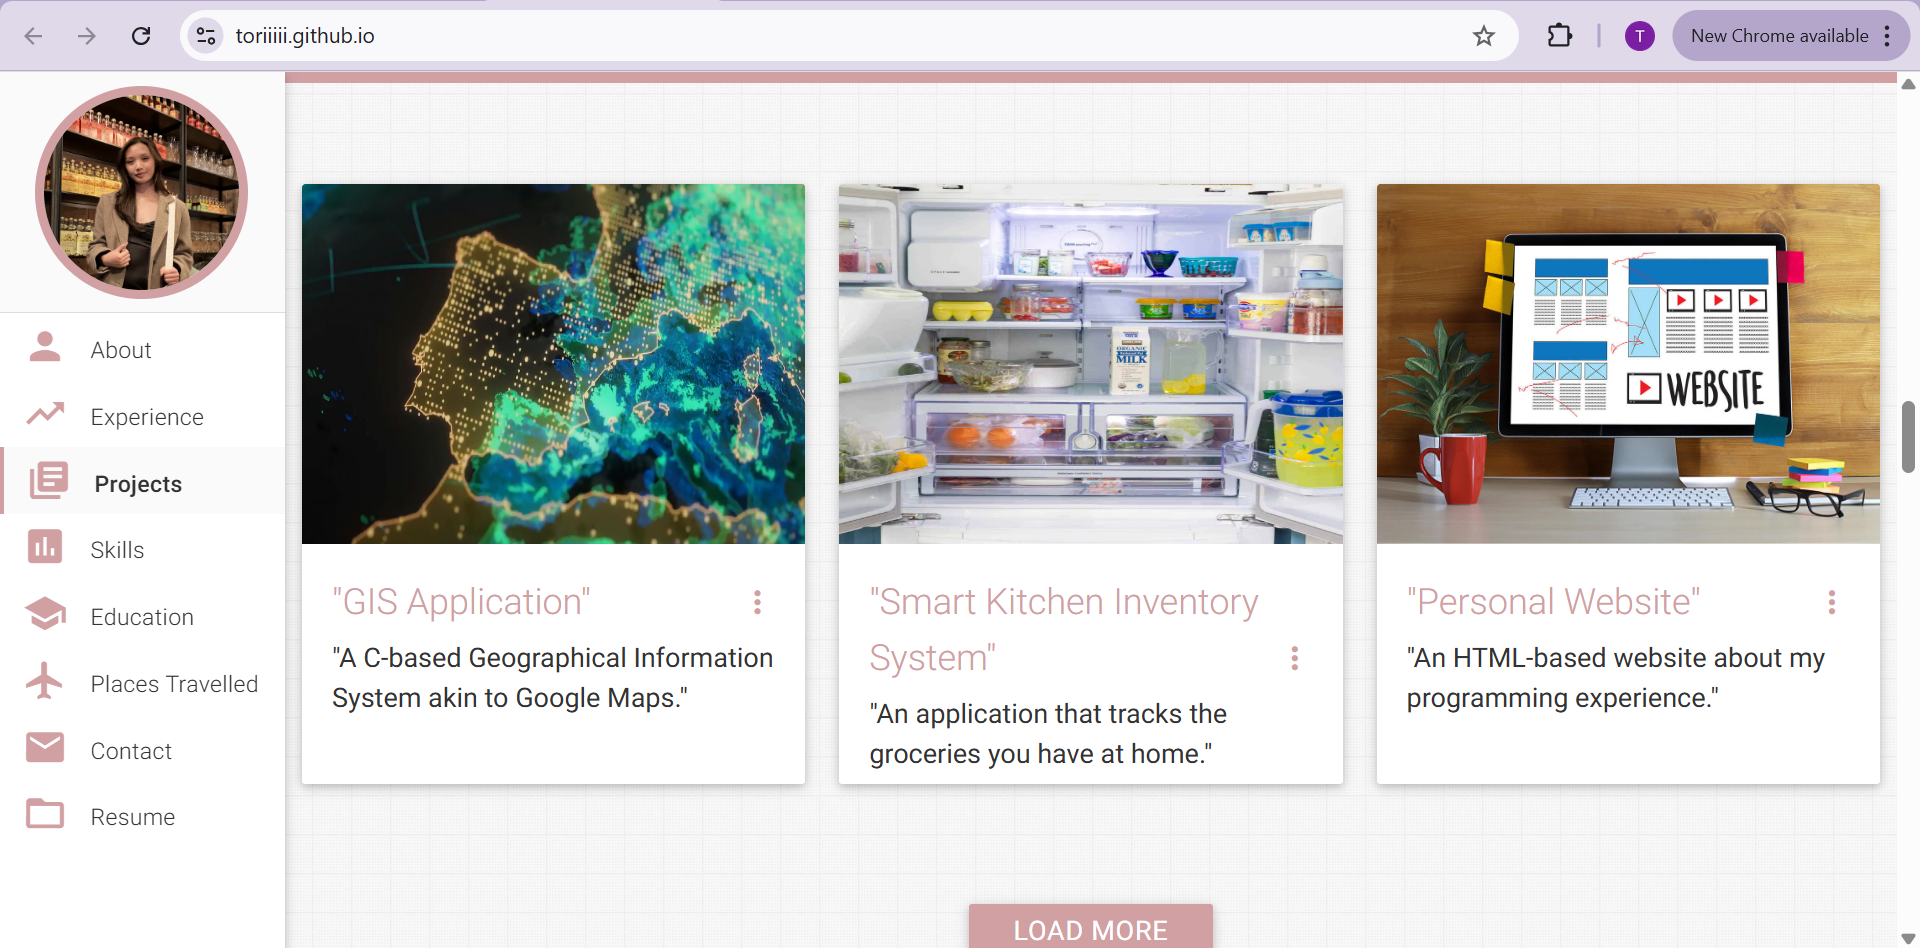 toriiiii.github.io
T
New Chrome available
About
Experience
Projects
Skills
Education
Places Travelled
Contact
Resume
ORGANIC
MILK
WEBSITE
"GIS Application"
"A C-based Geographical Information
System akin to Google Maps."
"Smart Kitchen Inventory
System"
"An application that tracks the
groceries you have at home."
"Personal Website"
"An HTML-based website about my
programming experience."
LOAD MORE